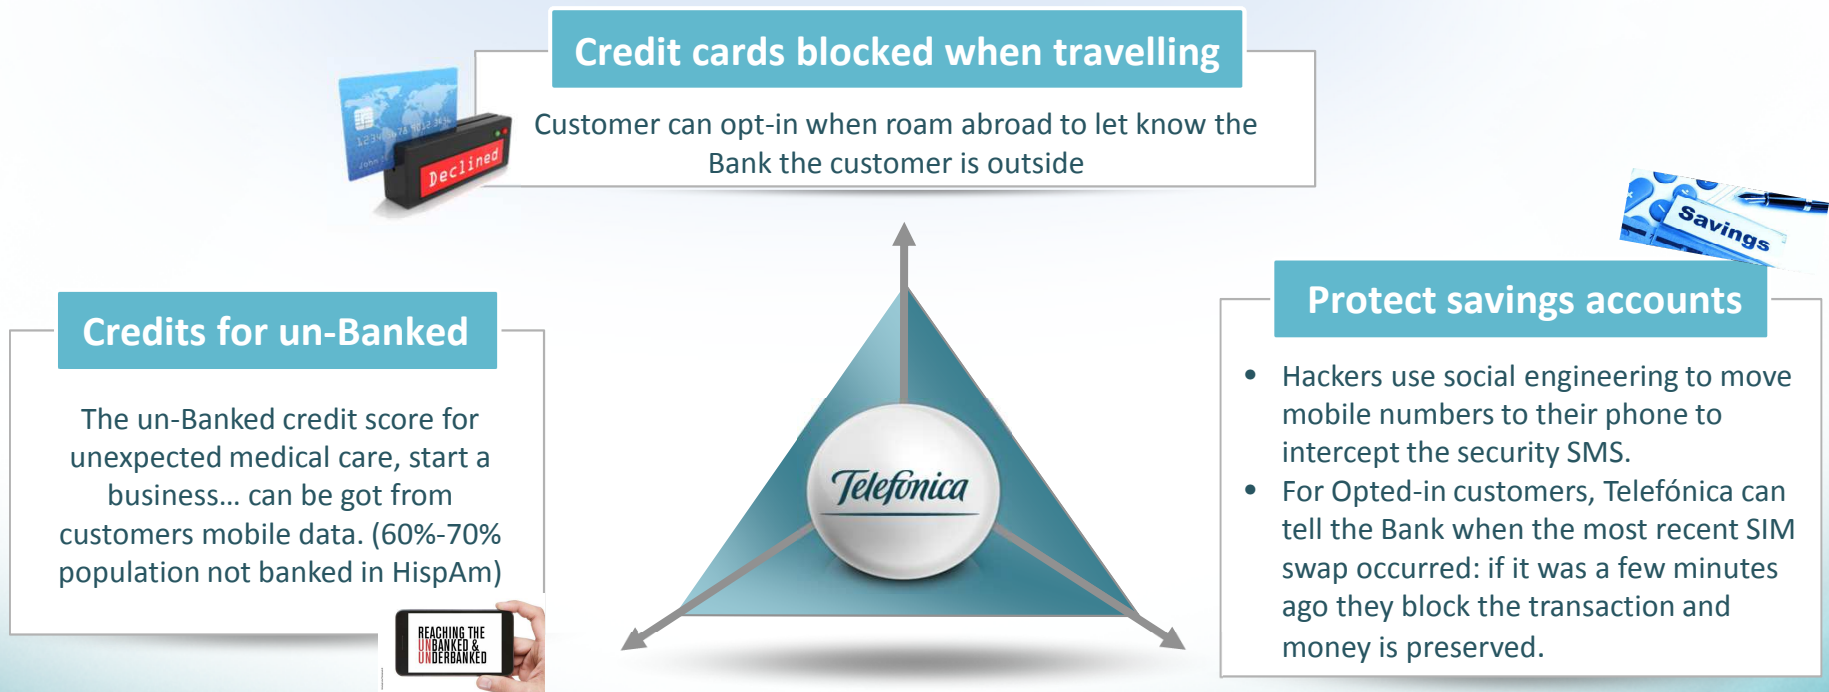 Credit cards blocked when travelling
Customer can opt-in when roam abroad to let know the
Bank the customer is outside
Declined
Savings
Credits for un-Banked
The un-Banked credit score for
unexpected medical care, start a
business… can be got from
customers mobile data. (60%-70%
population not banked in HispAm)
REACHING THE
UNBANKED &
UNDERBANKED
Telefónica
Protect savings accounts
• Hackers use social engineering to move
mobile numbers to their phone to
intercept the security SMS.
• For Opted-in customers, Telefónica can
tell the Bank when the most recent SIM
swap occurred: if it was a few minutes
ago they block the transaction and
money is preserved.